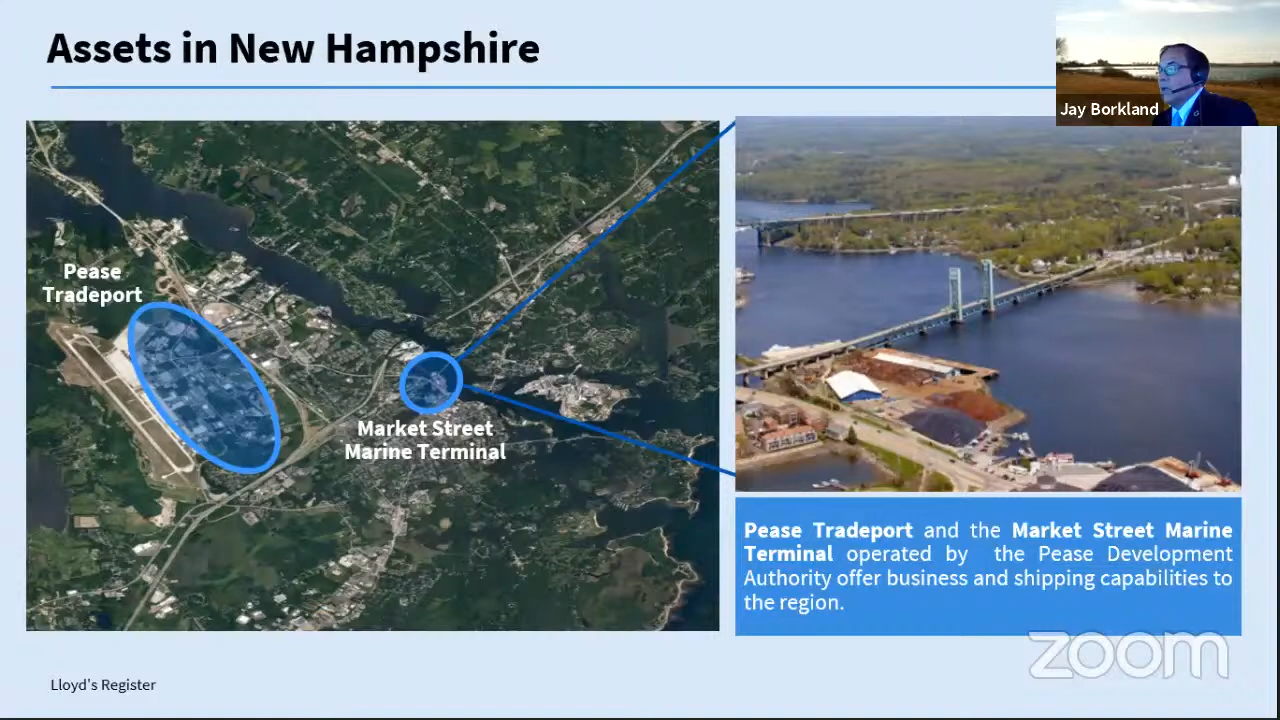 Assets in New Hampshire
Jay Borkland
Pease
Tradeport
Market Street
Marine Terminal
Pease Tradeport and the Market Street Marine
Terminal operated by the Pease Development
Authority offer business and shipping capabilities to
the region.
zoom
Lloyd's Register